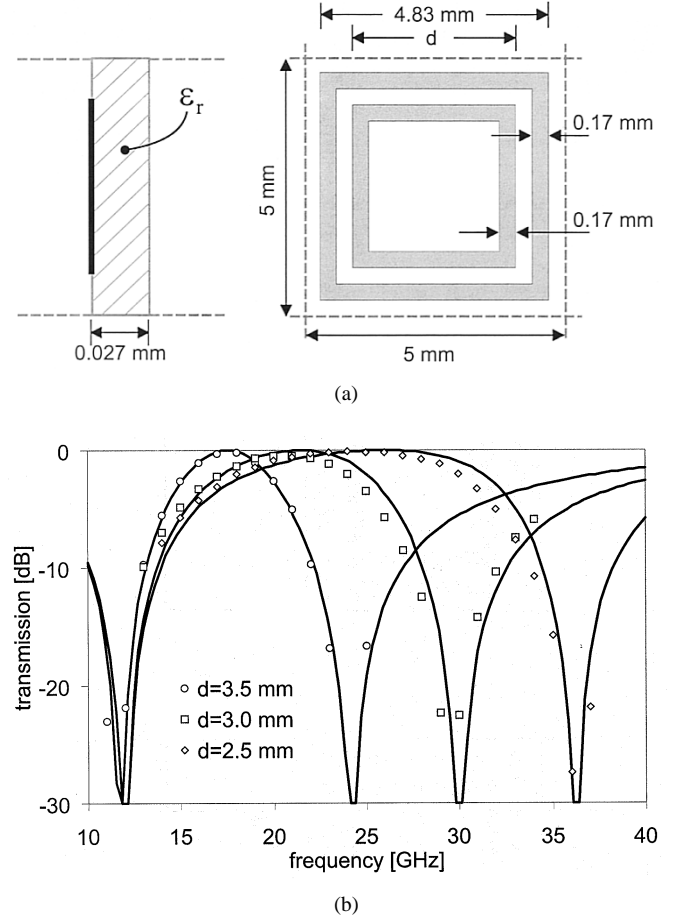 4.83 mm
d
εr
0.17 mm
5 mm
0.17 mm
0.027 mm
5 mm
(a)
0
-10
-20
-30
transmission [dB]
d=3.5 mm
d=3.0 mm
d=2.5 mm
10 15 20 25 30 35 40
frequency [GHz]
(b)